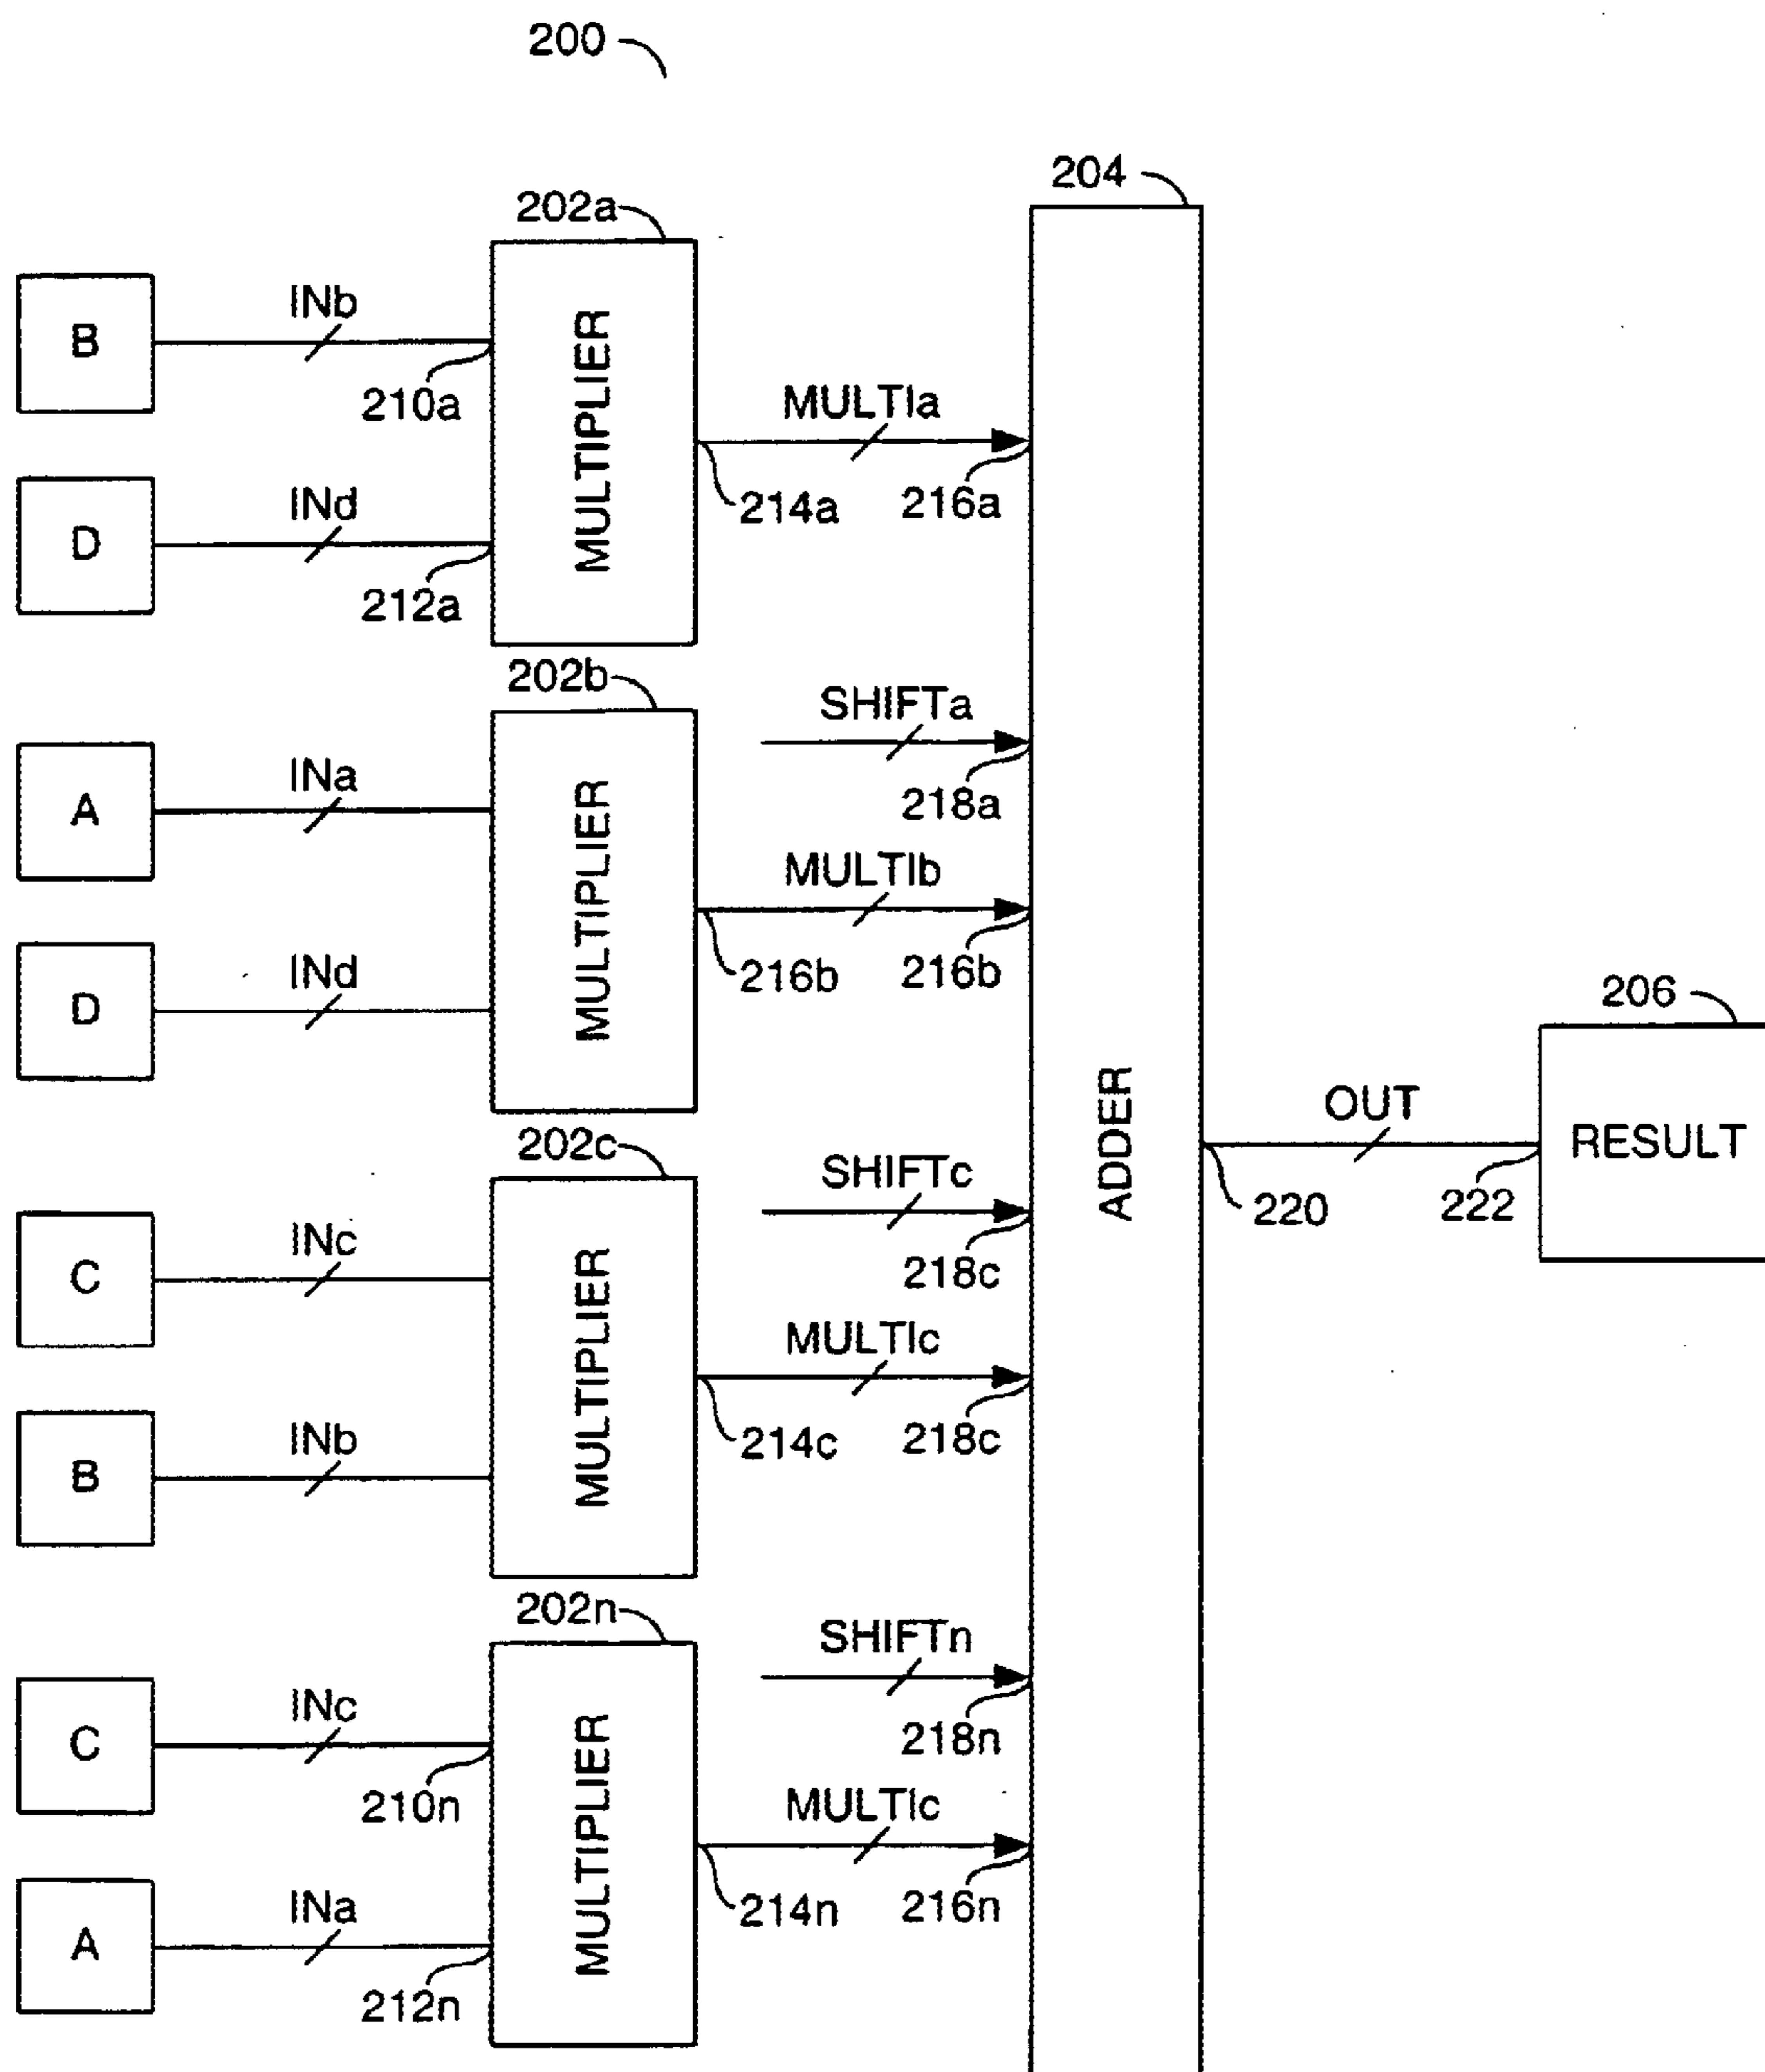 200
204
202a
B
INb
210a
MULTIPLIER
MULTIa
214a
216a
D
INd
212a
202b
SHIFTa
218a
A
INa
MULTIPLIER
MULTIb
216b
216b
D
INd
206
ADDER
OUT
RESULT
220
222
202c
SHIFTc
218c
C
INc
MULTIPLIER
MULTIc
214c
218c
B
INb
202n
SHIFTn
218n
C
INc
210n
MULTIPLIER
MULTIc
214n
216n
A
INa
212n